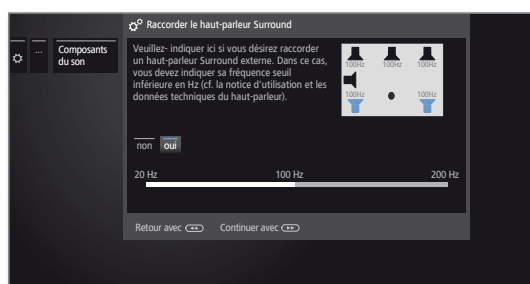 Raccorder le haut-parleur Surround
...
Composants
du son
Veuillez- indiquer ici si vous désirez raccorder
un haut-parleur Surround externe. Dans ce cas,
vous devez indiquer sa fréquence seuil
inférieure en Hz (cf. la notice d'utilisation et les
données techniques du haut-parleur).
100Hz 100Hz 100Hz
100Hz 100Hz
non oui
20 Hz 100 Hz 200 Hz
Retour avec Continuer avec